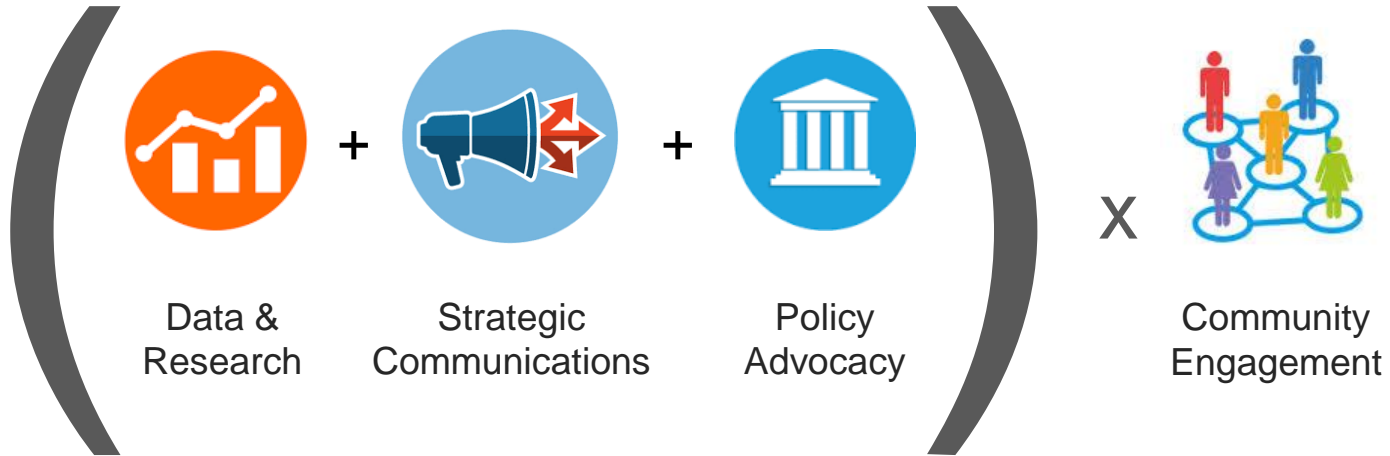 ( + + ) x
Data &
Research
Strategic
Communications
Policy
Advocacy
Community
Engagement